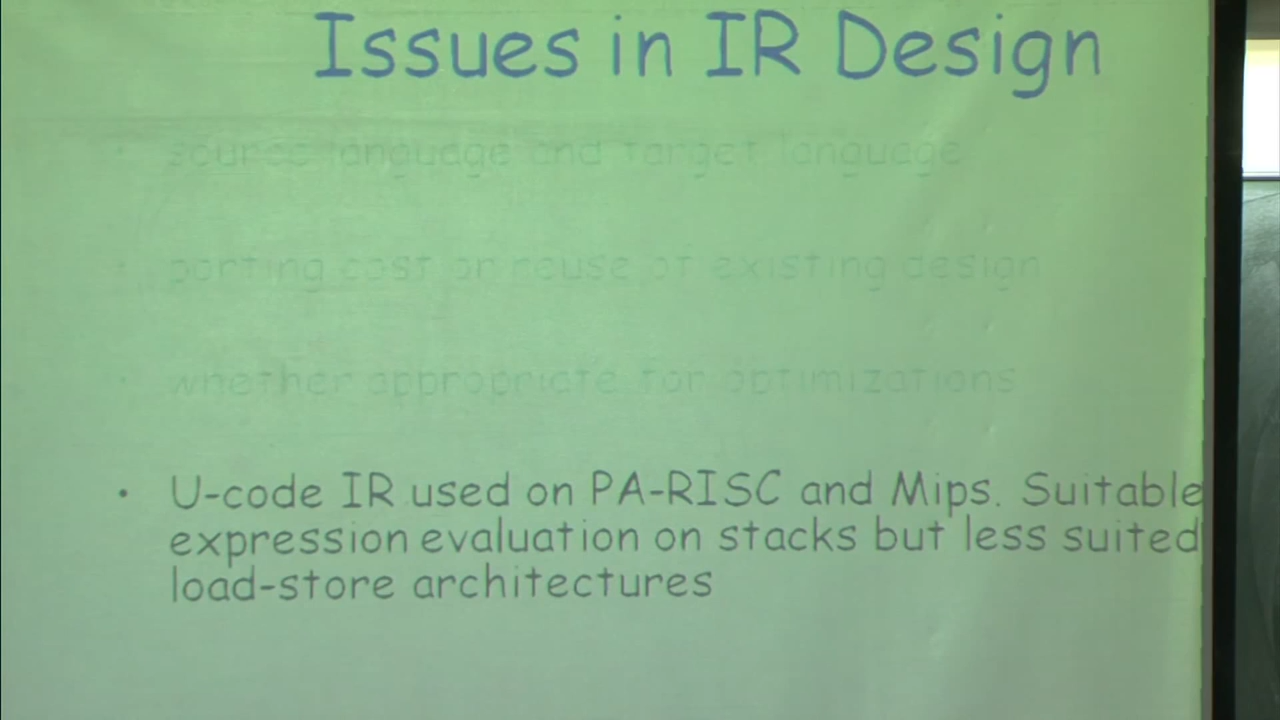 Issues in IR Design
• source language and target language
• porting cost or reuse of existing design
• whether appropriate for optimizations
• U-code IR used on PA-RISC and Mips. Suitable
expression evaluation on stacks but less suited
load-store architectures